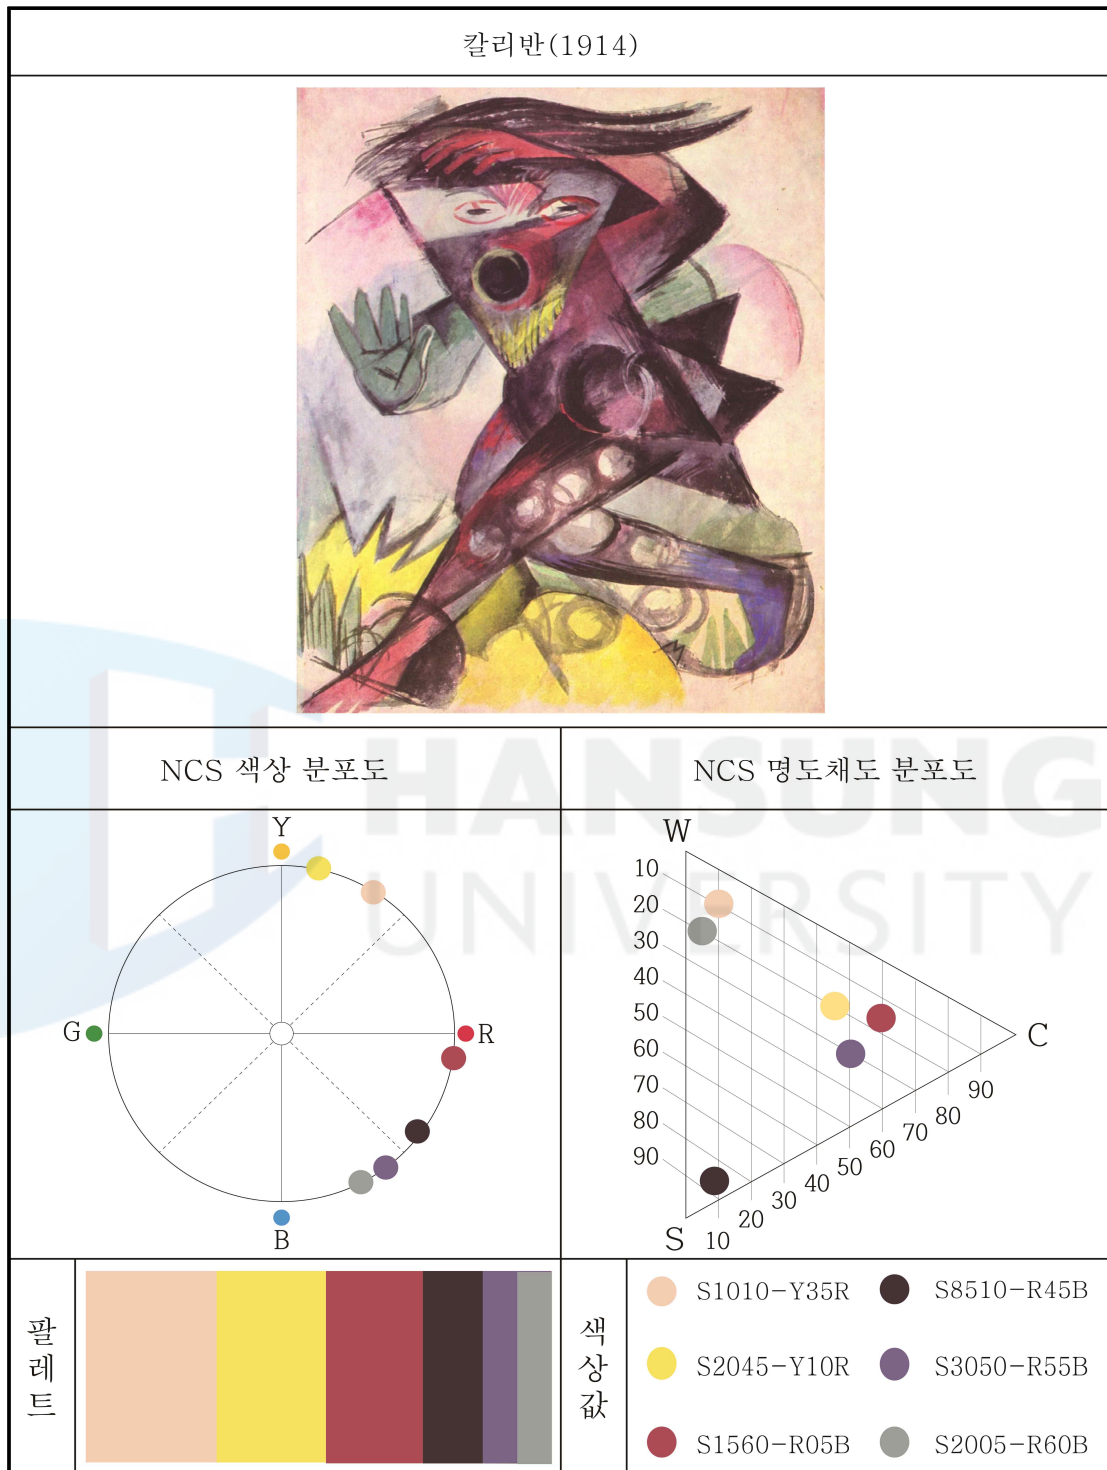 칼리반(1914)
M.
NCS 색상 분포도
NCS 명도채도 분포도
HANSUNG
UNIVERSITY
Y
G
R
B
W
10
20
30
40
50
60
70
80
90
S
C
10
20
30
40
50
60
70
80
90
팔레트
색상값
S1010-Y35R
S8510-R45B
S2045-Y10R
S3050-R55B
S1560-R05B
S2005-R60B